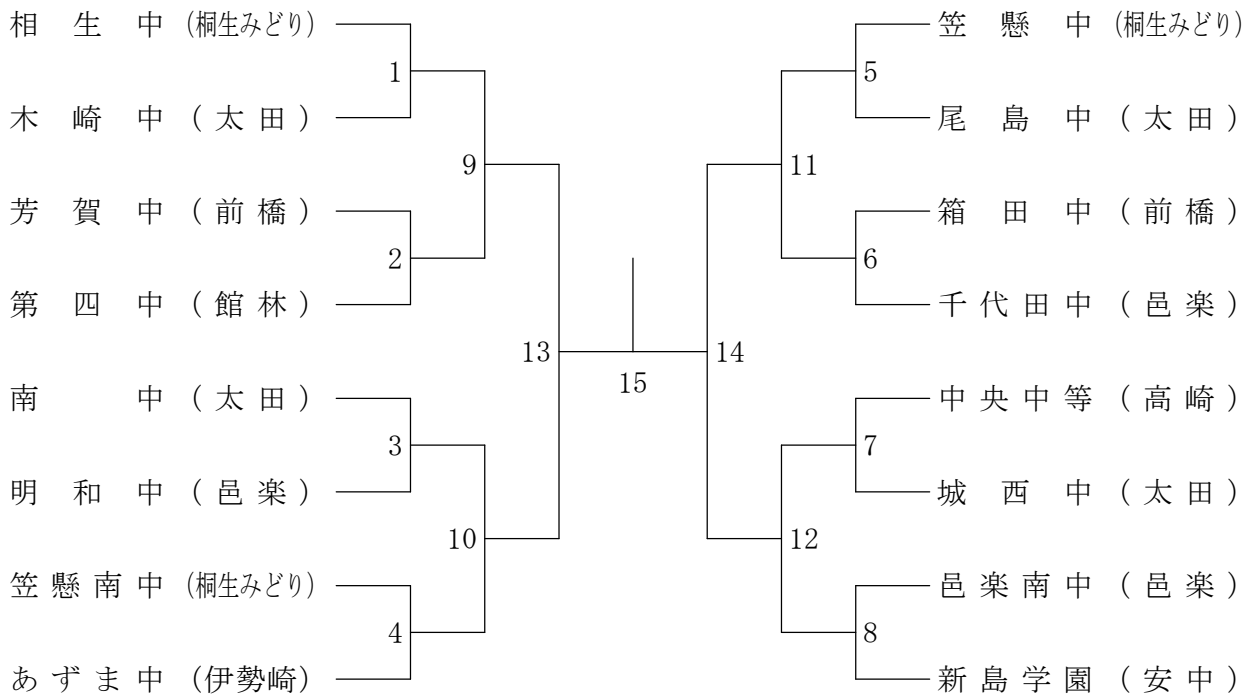 相生中 (桐生みどり)
1
木崎中 (太田)
9
芳賀中 (前橋)
2
第四中 (館林)
13
南中 (太田)
3
明和中 (邑楽)
10
笠懸南中 (桐生みどり)
4
あずま中 (伊勢崎)
15
笠懸中 (桐生みどり)
5
尾島中 (太田)
11
箱田中 (前橋)
6
千代田中 (邑楽)
14
中央中等 (高崎)
7
城西中 (太田)
12
邑楽南中 (邑楽)
8
新島学園 (安中)